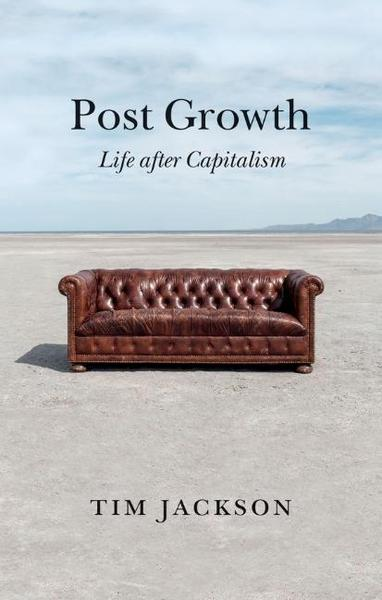 Post Growth
Life after Capitalism
TIM JACKSON